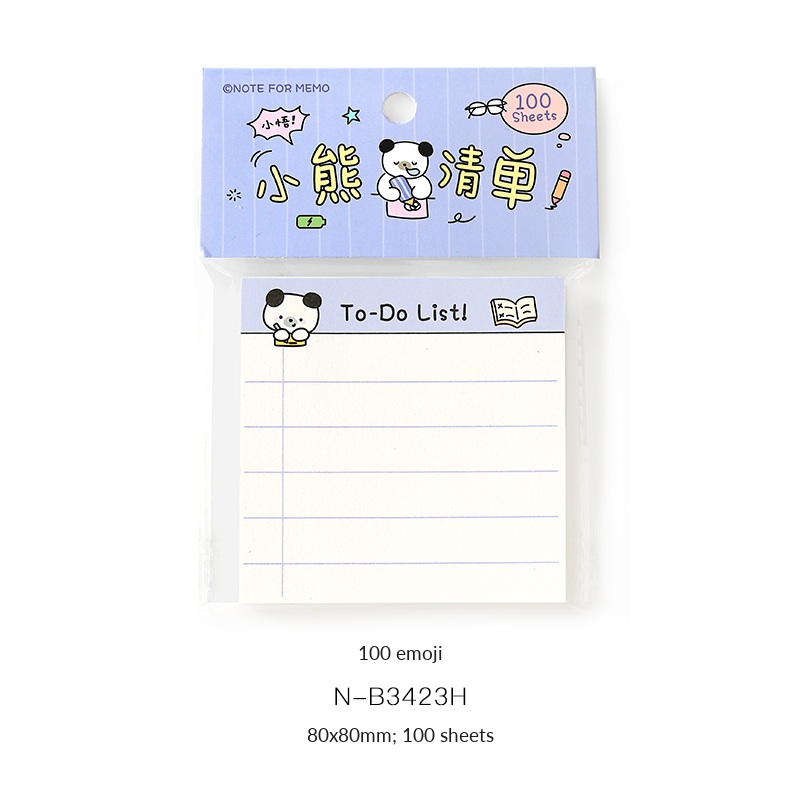 ©NOTE FOR MEMO
100
Sheets
小悟!
小熊清单
To-Do List!
100 emoji
N-B3423H
80x80mm; 100 sheets